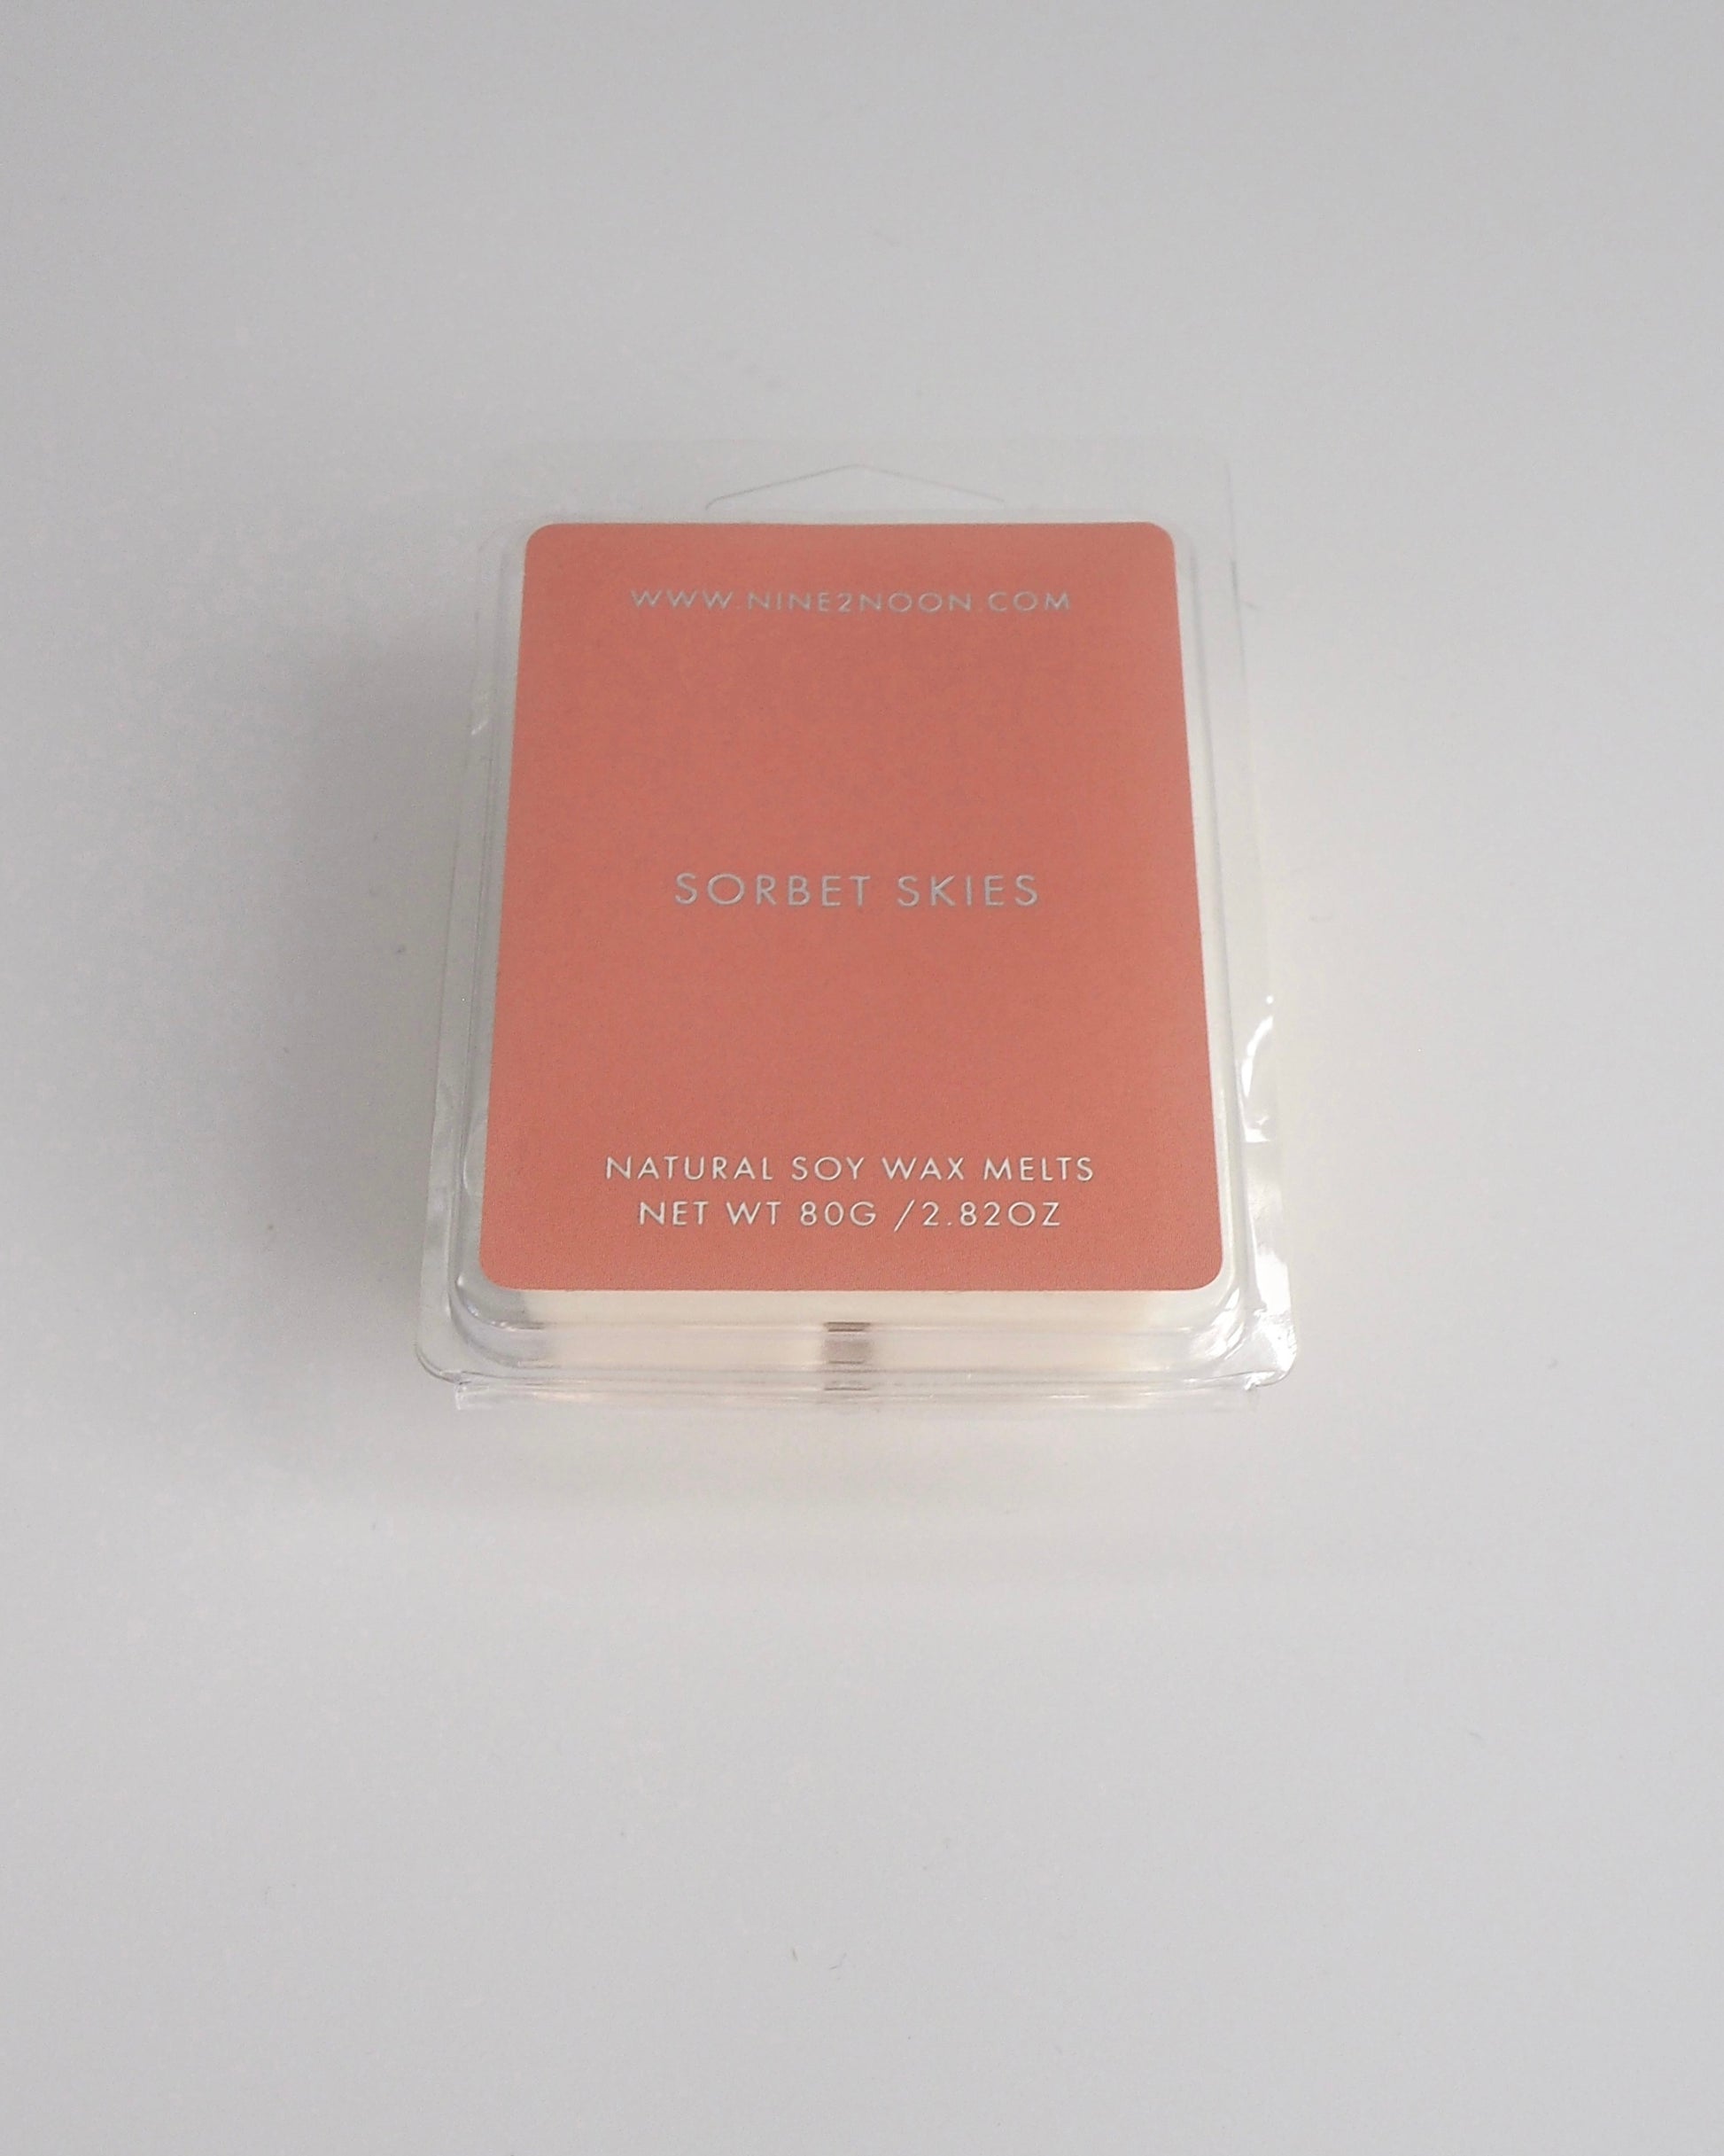 WWW.NINE2NOON.COM
SORBET SKIES
NATURAL SOY WAX MELTS
NET WT 80G /2.82OZ